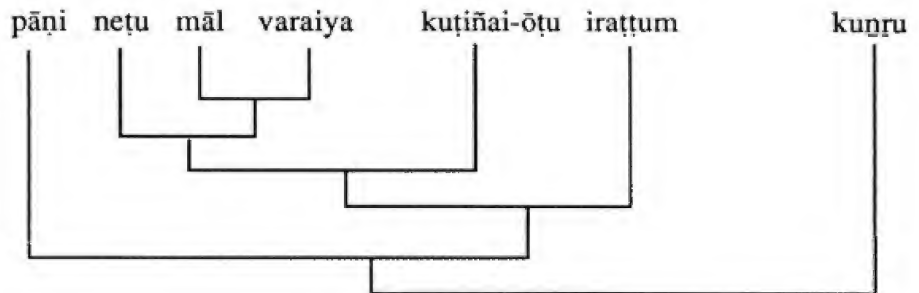 pāṇi neṭu māl varaiya kuṭiñai-ōṭu iraṭṭum kuṉṟu